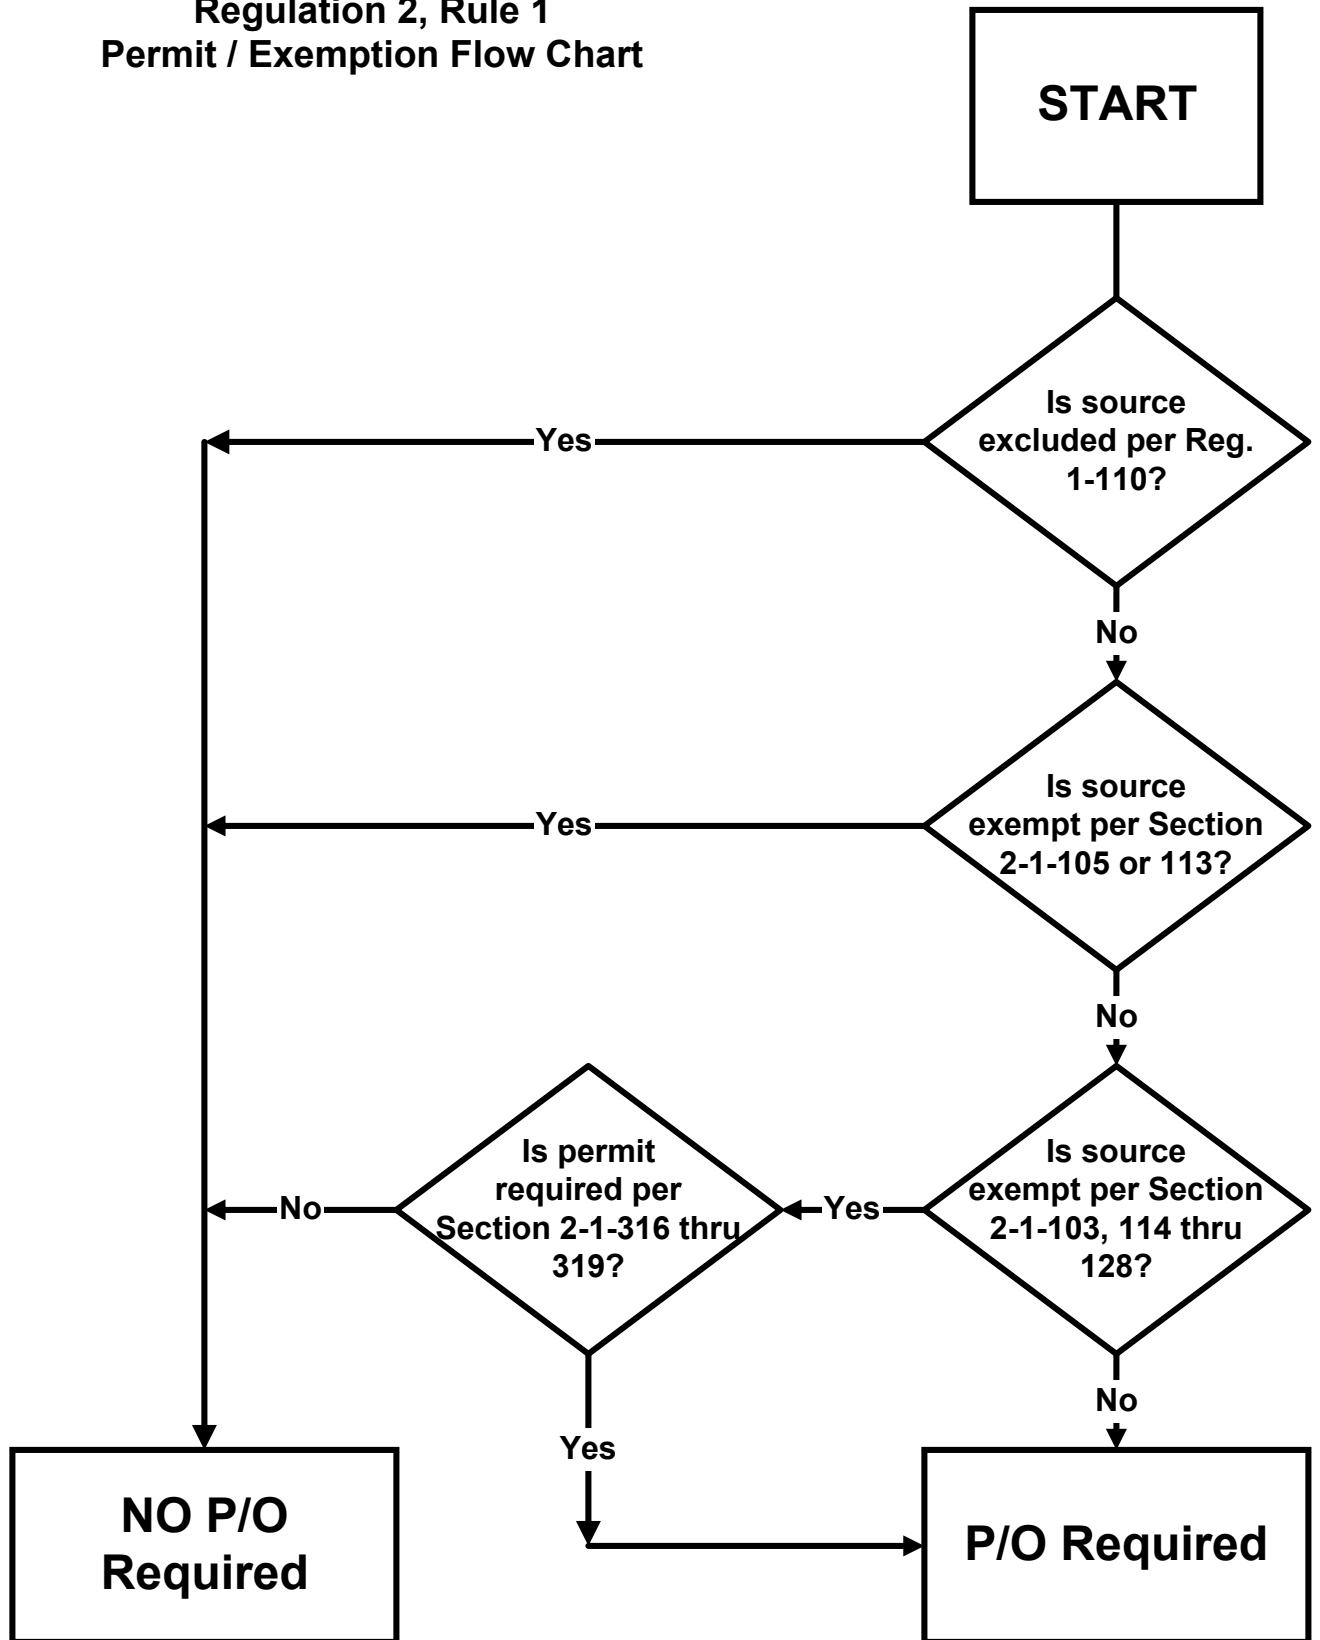 Regulation 2, Rule 1
Permit / Exemption Flow Chart
START
Is source
excluded per Reg.
1-110?
Yes
No
Is source
exempt per Section
2-1-105 or 113?
Yes
No
Is source
exempt per Section
2-1-103, 114 thru
128?
Yes
Is permit
required per
Section 2-1-316 thru
319?
No
No
Yes
NO P/O
Required
P/O Required